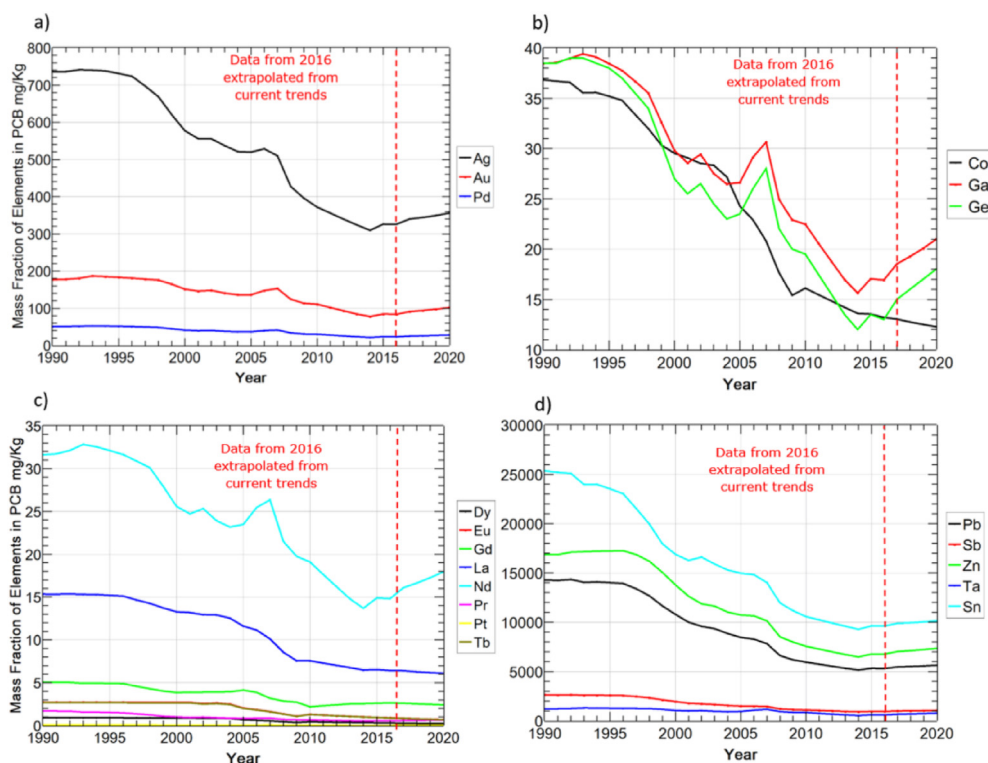 a)
Mass Fraction of Elements in PCB mg/Kg
800
700
600
500
400
300
200
100
0
Data from 2016
extrapolated from
current trends
Ag
Au
Pd
1990 1995 2000 2005 2010 2015 2020
Year
b)
40
35
30
25
20
15
10
Data from 2016
extrapolated from
current trends
Co
Ga
Ge
1990 1995 2000 2005 2010 2015 2020
Year
c)
Mass Fraction of Elements in PCB mg/Kg
35
30
25
20
15
10
5
0
Data from 2016
extrapolated from
current trends
Dy
Eu
Gd
La
Nd
Pr
Pt
Tb
1990 1995 2000 2005 2010 2015 2020
Year
d)
30000
25000
20000
15000
10000
5000
0
Data from 2016
extrapolated from
current trends
Pb
Sb
Zn
Ta
Sn
1990 1995 2000 2005 2010 2015 2020
Year